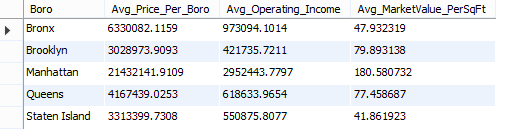 Boro Avg_Price_Per_Boro Avg_Operating_Income Avg_MarketValue_PerSqFt
Bronx 6330082.1159 973094.1014 47.932319
Brooklyn 3028973.9093 421735.7211 79.893138
Manhattan 21432141.9109 2952443.7797 180.580732
Queens 4167439.0253 618633.9654 77.458687
Staten Island 3313399.7308 550875.8077 41.861923